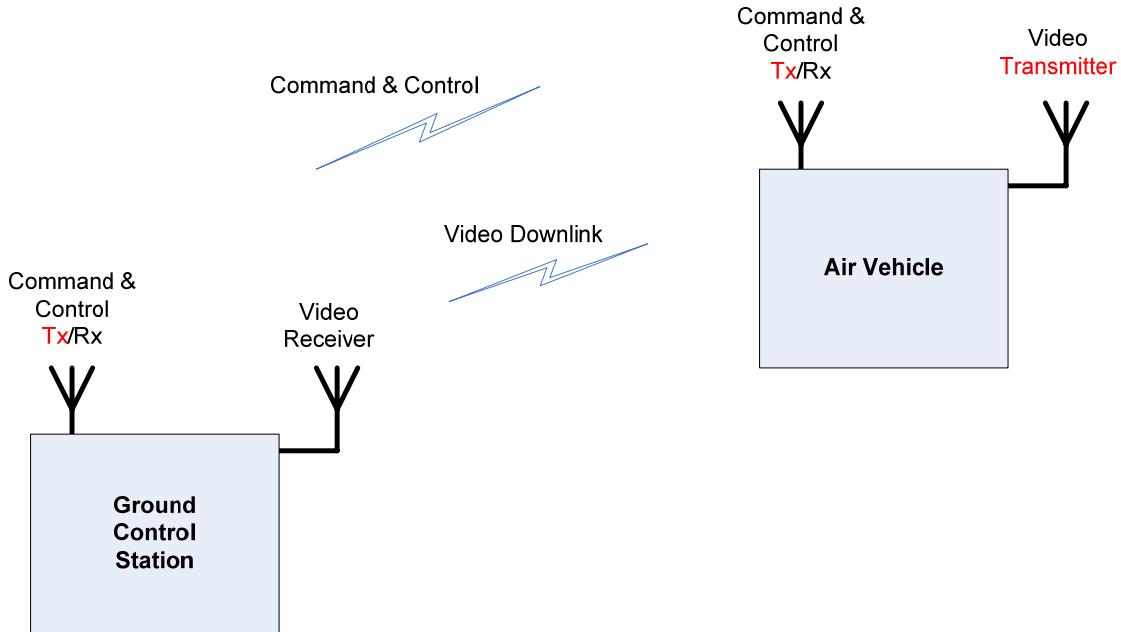 Command &
Control
Tx/Rx
Video
Transmitter
Command & Control
Air Vehicle
Video Downlink
Command &
Control
Tx/Rx
Video
Receiver
Ground
Control
Station